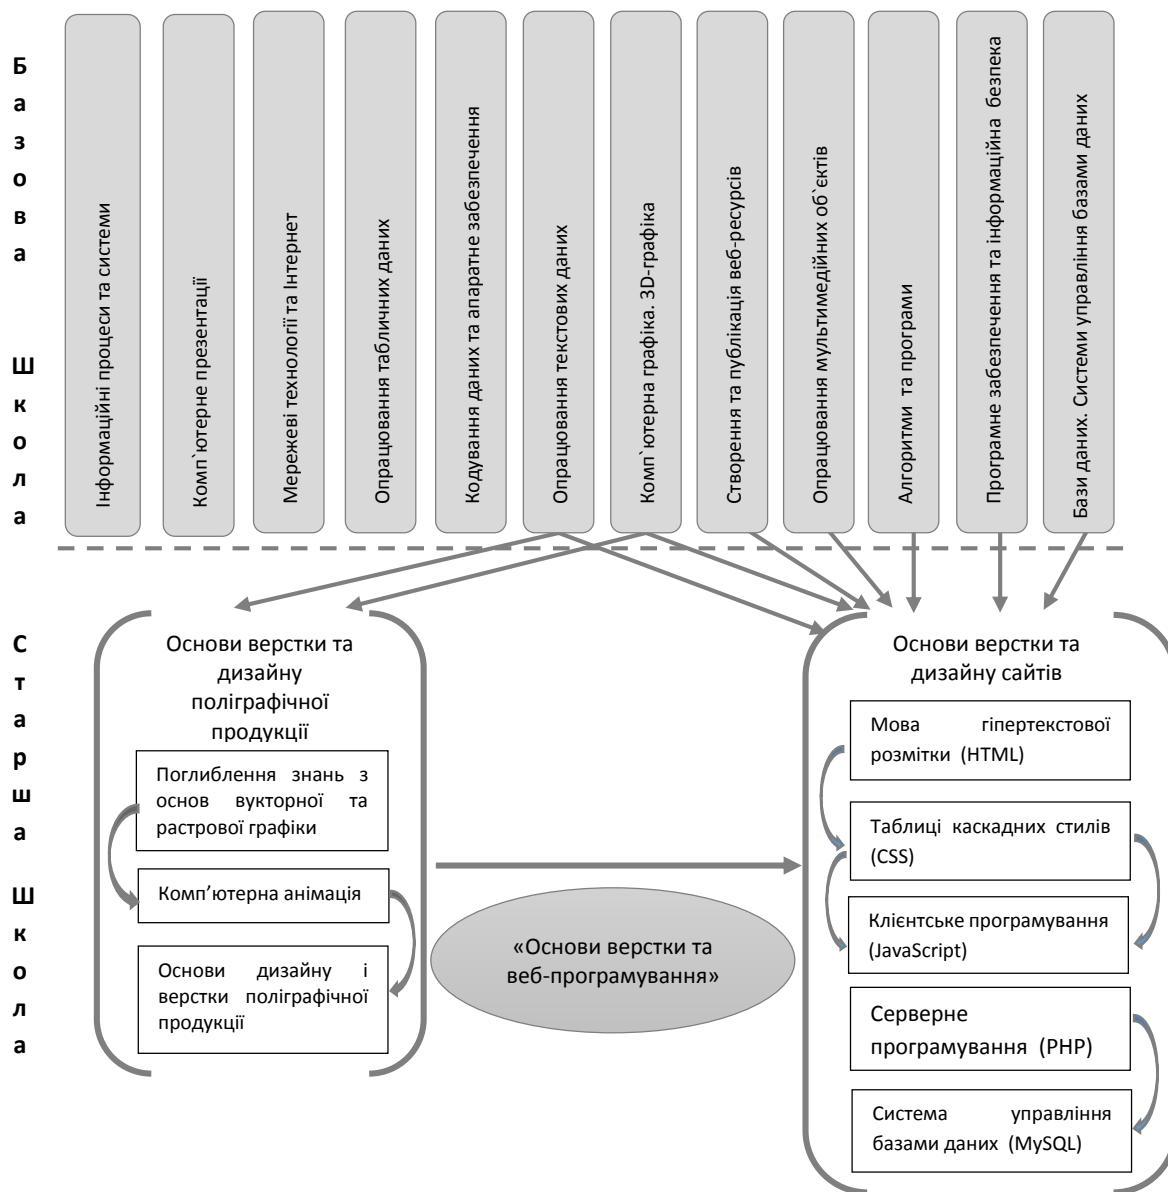 Базова Школа
Інформаційні процеси та системи
Комп`ютерне презентації
Мережеві технології та Інтернет
Опрацювання табличних даних
Кодування даних та апаратне забезпечення
Опрацювання текстових даних
Комп`ютерна графіка. 3D-графіка
Створення та публікація веб-ресурсів
Опрацювання мультимедійних об`єктів
Алгоритми та програми
Програмне забезпечення та інформаційна безпека
Бази даних. Системи управління базами даних
Старша Школа
Основи верстки та
дизайну
поліграфічної
продукції
Поглиблення знань з
основ вукторної та
растрової графіки
Комп’ютерна анімація
Основи дизайну і
верстки поліграфічної
продукції
«Основи верстки та
веб-програмування»
Основи верстки та
дизайну сайтів
Мова гіпертекстової
розмітки (HTML)
Таблиці каскадних стилів
(CSS)
Клієнтське програмування
(JavaScript)
Серверне
програмування (PHP)
Система управління
базами даних (MySQL)